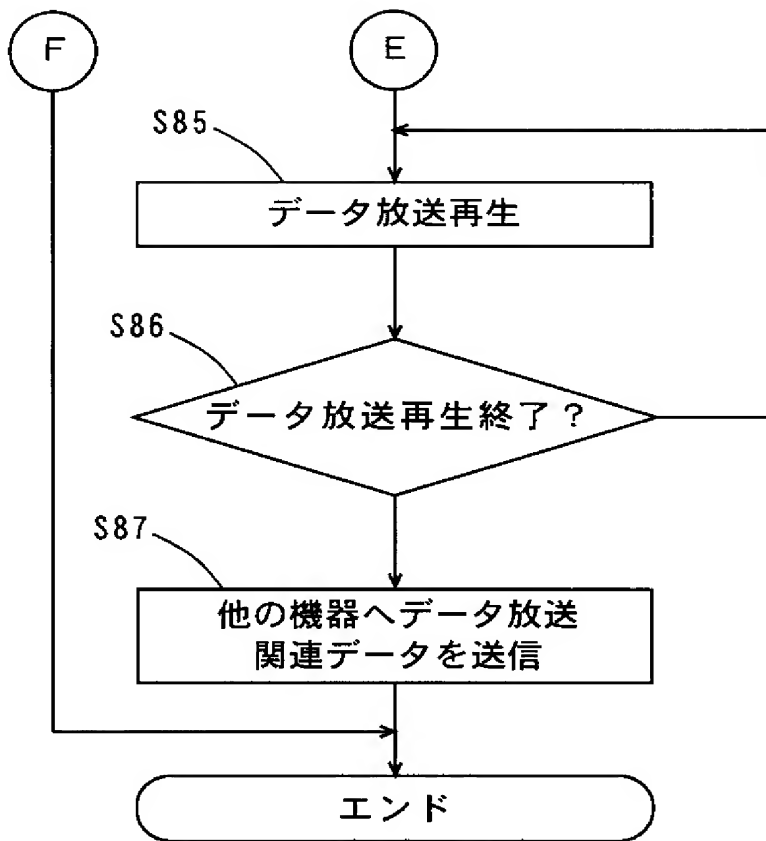 F
E
S85
データ放送再生
S86
データ放送再生終了？
S87
他の機器へデータ放送
関連データを送信
エンド